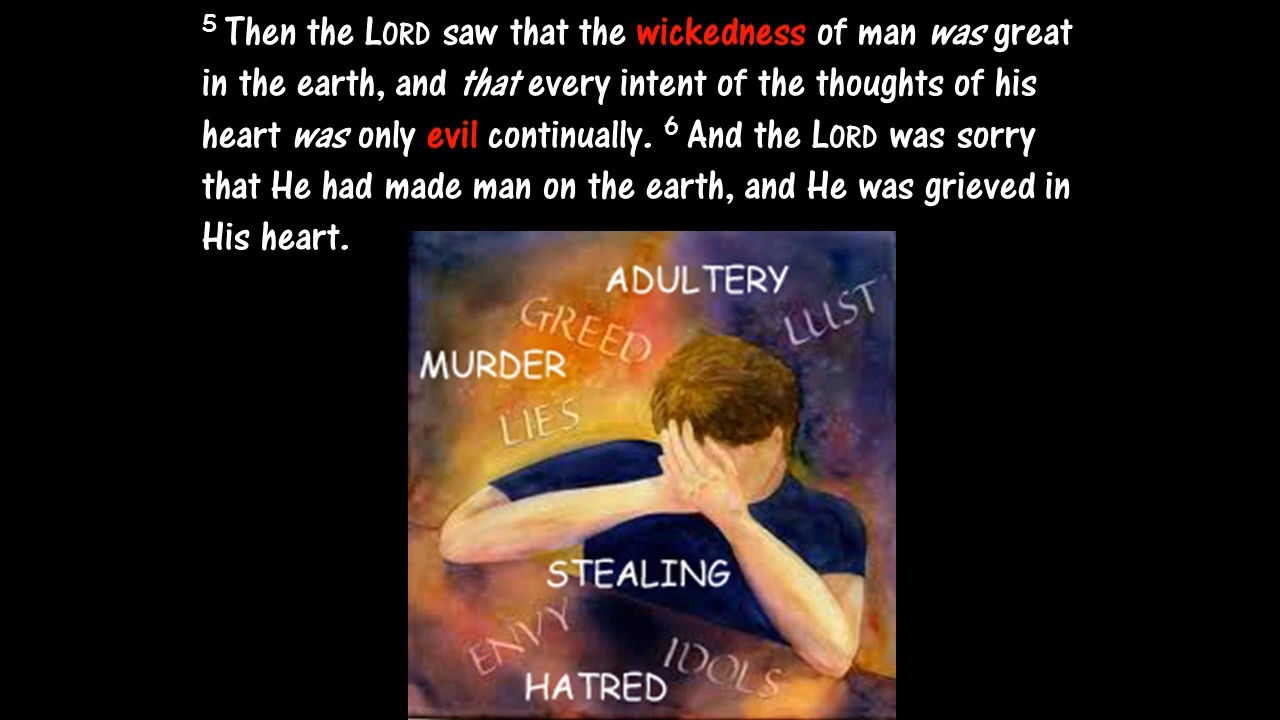 5 Then the LORD saw that the wickedness of man was great
in the earth, and that every intent of the thoughts of his
heart was only evil continually. 6 And the LORD was sorry
that He had made man on the earth, and He was grieved in
His heart.
ADULTERY
GREED
LUST
MURDER
LIES
STEALING
ENVY
IDOLS
HATRED